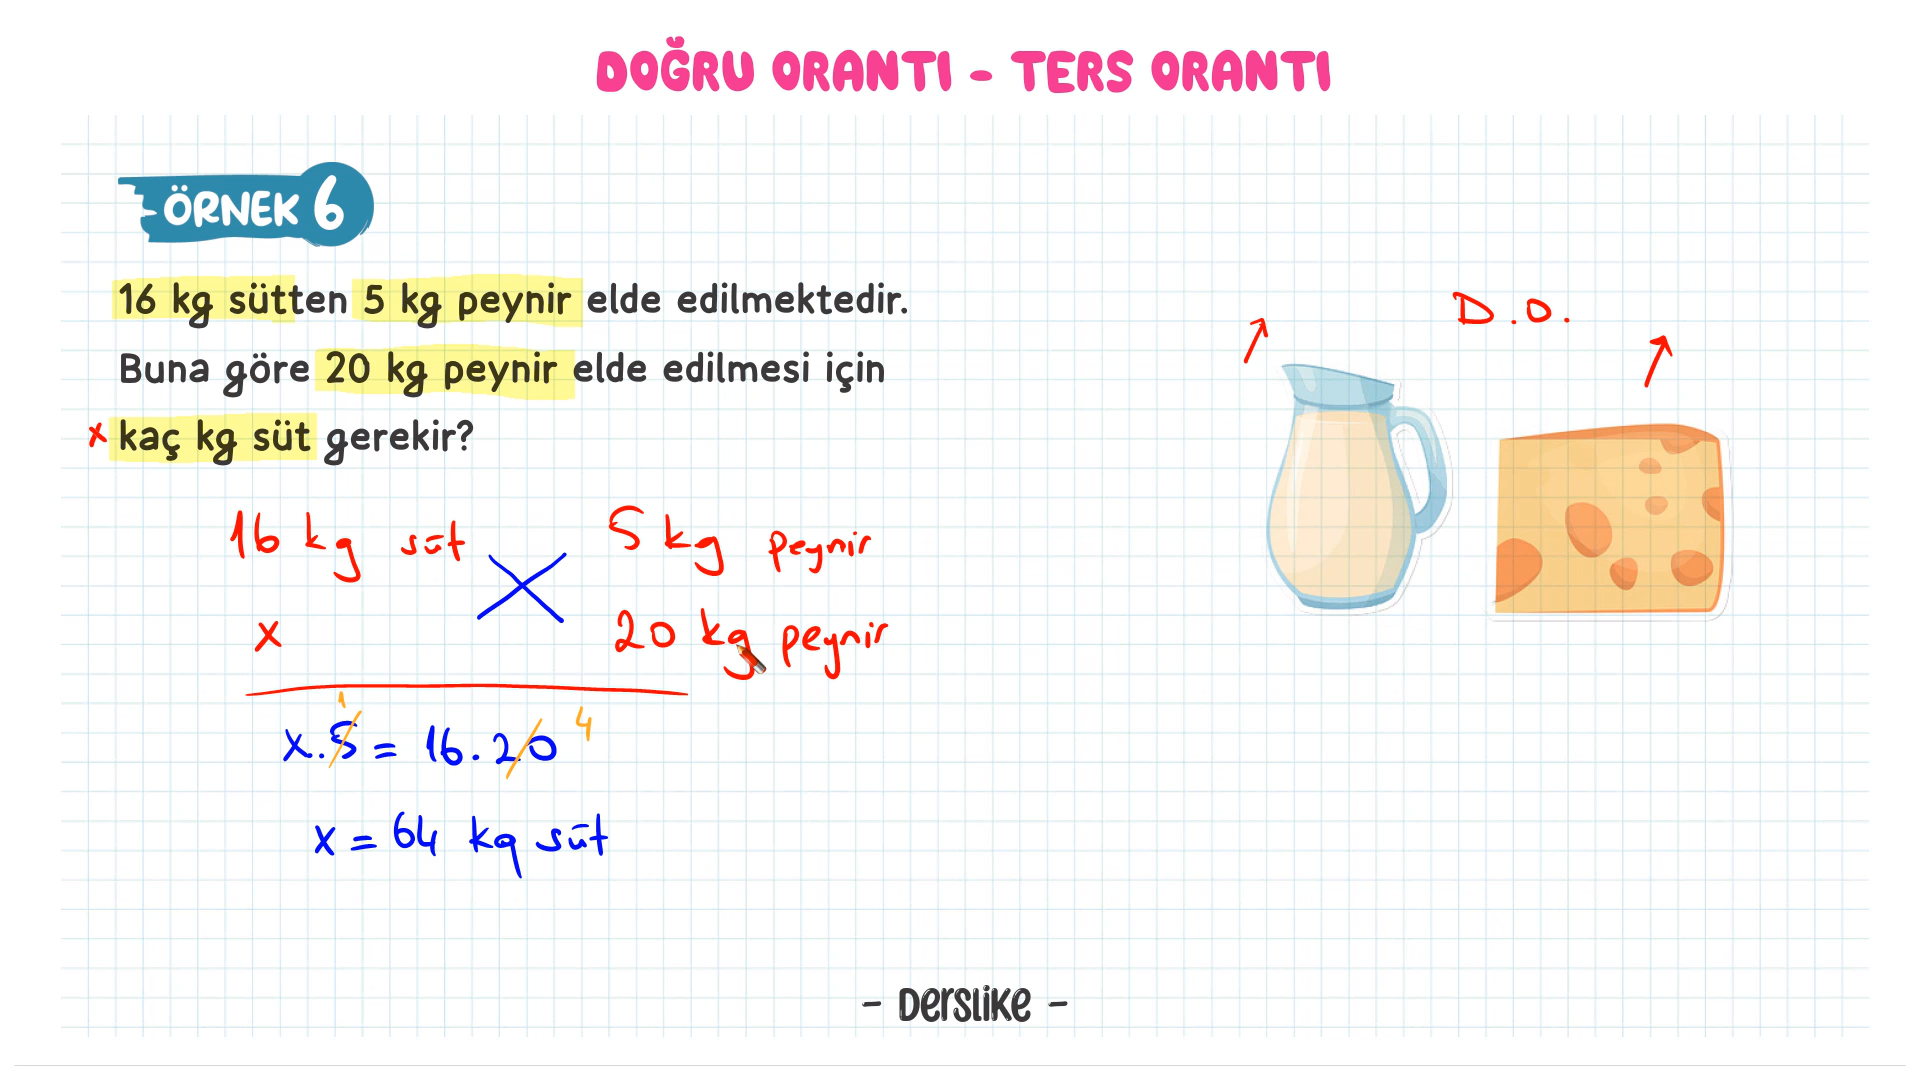 DOĞRU ORANTI - TERS ORANTI
ÖRNEK 6
16 kg sütten 5 kg peynir elde edilmektedir.
Buna göre 20 kg peynir elde edilmesi için
x kaç kg süt gerekir?
D.O.
16 kg süt 5 kg peynir
x 20 kg peynir
1 4
x.5 = 16.20
x = 64 kg süt
- Derslike -